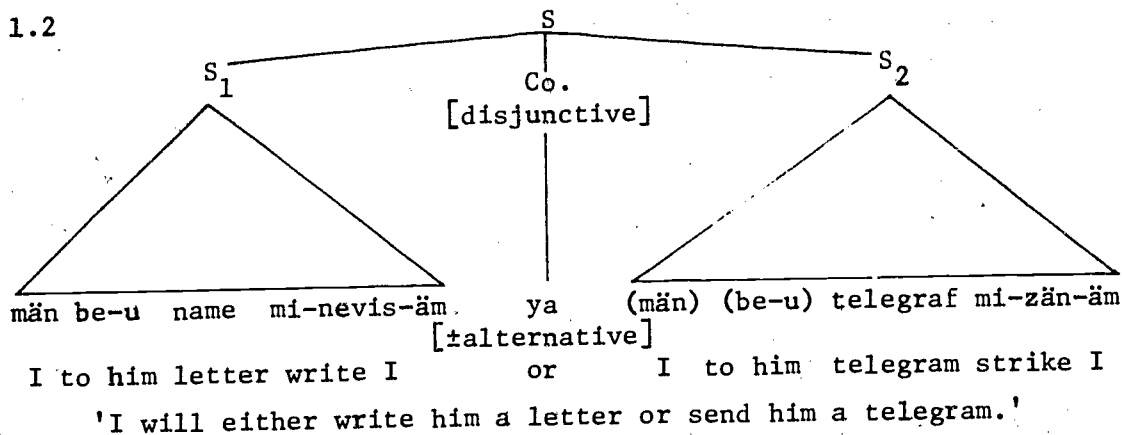 1.2
S
S1 Co. S2
[disjunctive]
män be-u name mi-nevis-äm. ya (män) (be-u) telegraf mi-zän-äm
[±alternative]
I to him letter write I or I to him telegram strike I
'I will either write him a letter or send him a telegram.'